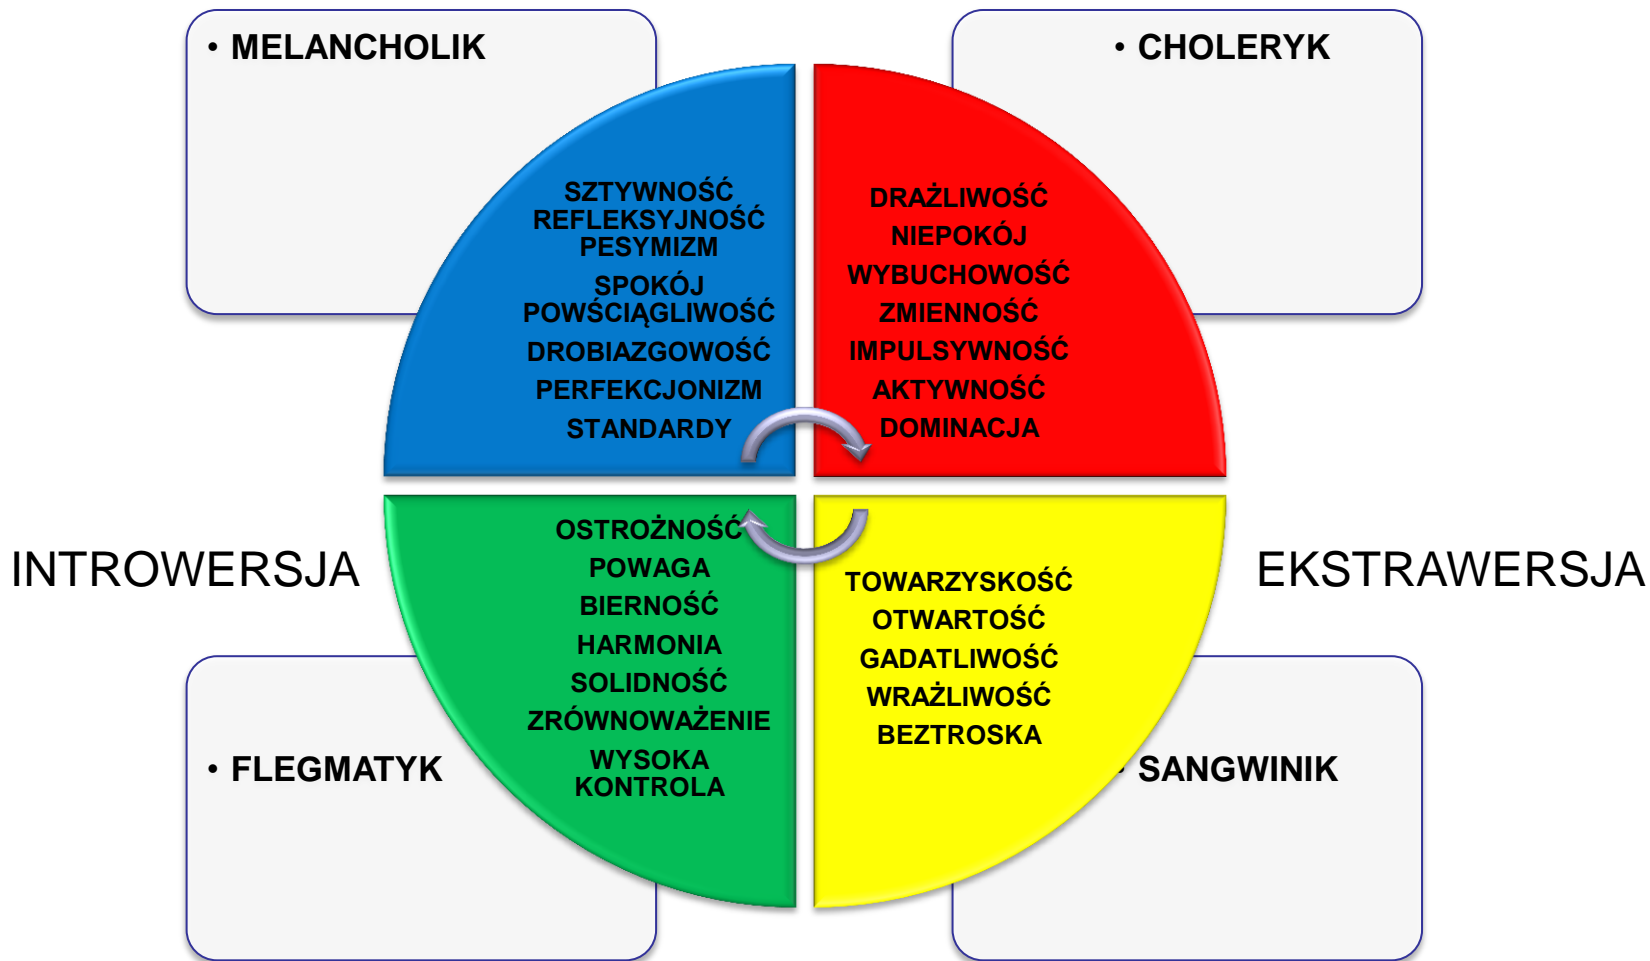 • MELANCHOLIK
• CHOLERYK
SZTYWNOŚĆ
REFLEKSYJNOŚĆ
PESYMIZM
SPOKÓJ
POWŚCIĄGLIWOŚĆ
DROBIAZGOWOŚĆ
PERFEKCJONIZM
STANDARDY
DRAŻLIWOŚĆ
NIEPOKÓJ
WYBUCHOWOŚĆ
ZMIENNOŚĆ
IMPULSYWNOŚĆ
AKTYWNOŚĆ
DOMINACJA
INTROWERSJA
EKSTRAWERSJA
OSTROŻNOŚĆ
POWAGA
BIERNOŚĆ
HARMONIA
SOLIDNOŚĆ
ZRÓWNOWAŻENIE
WYSOKA
KONTROLA
TOWARZYSKOŚĆ
OTWARTOŚĆ
GADATLIWOŚĆ
WRAŻLIWOŚĆ
BEZTROSKA
• FLEGMATYK
• SANGWINIK